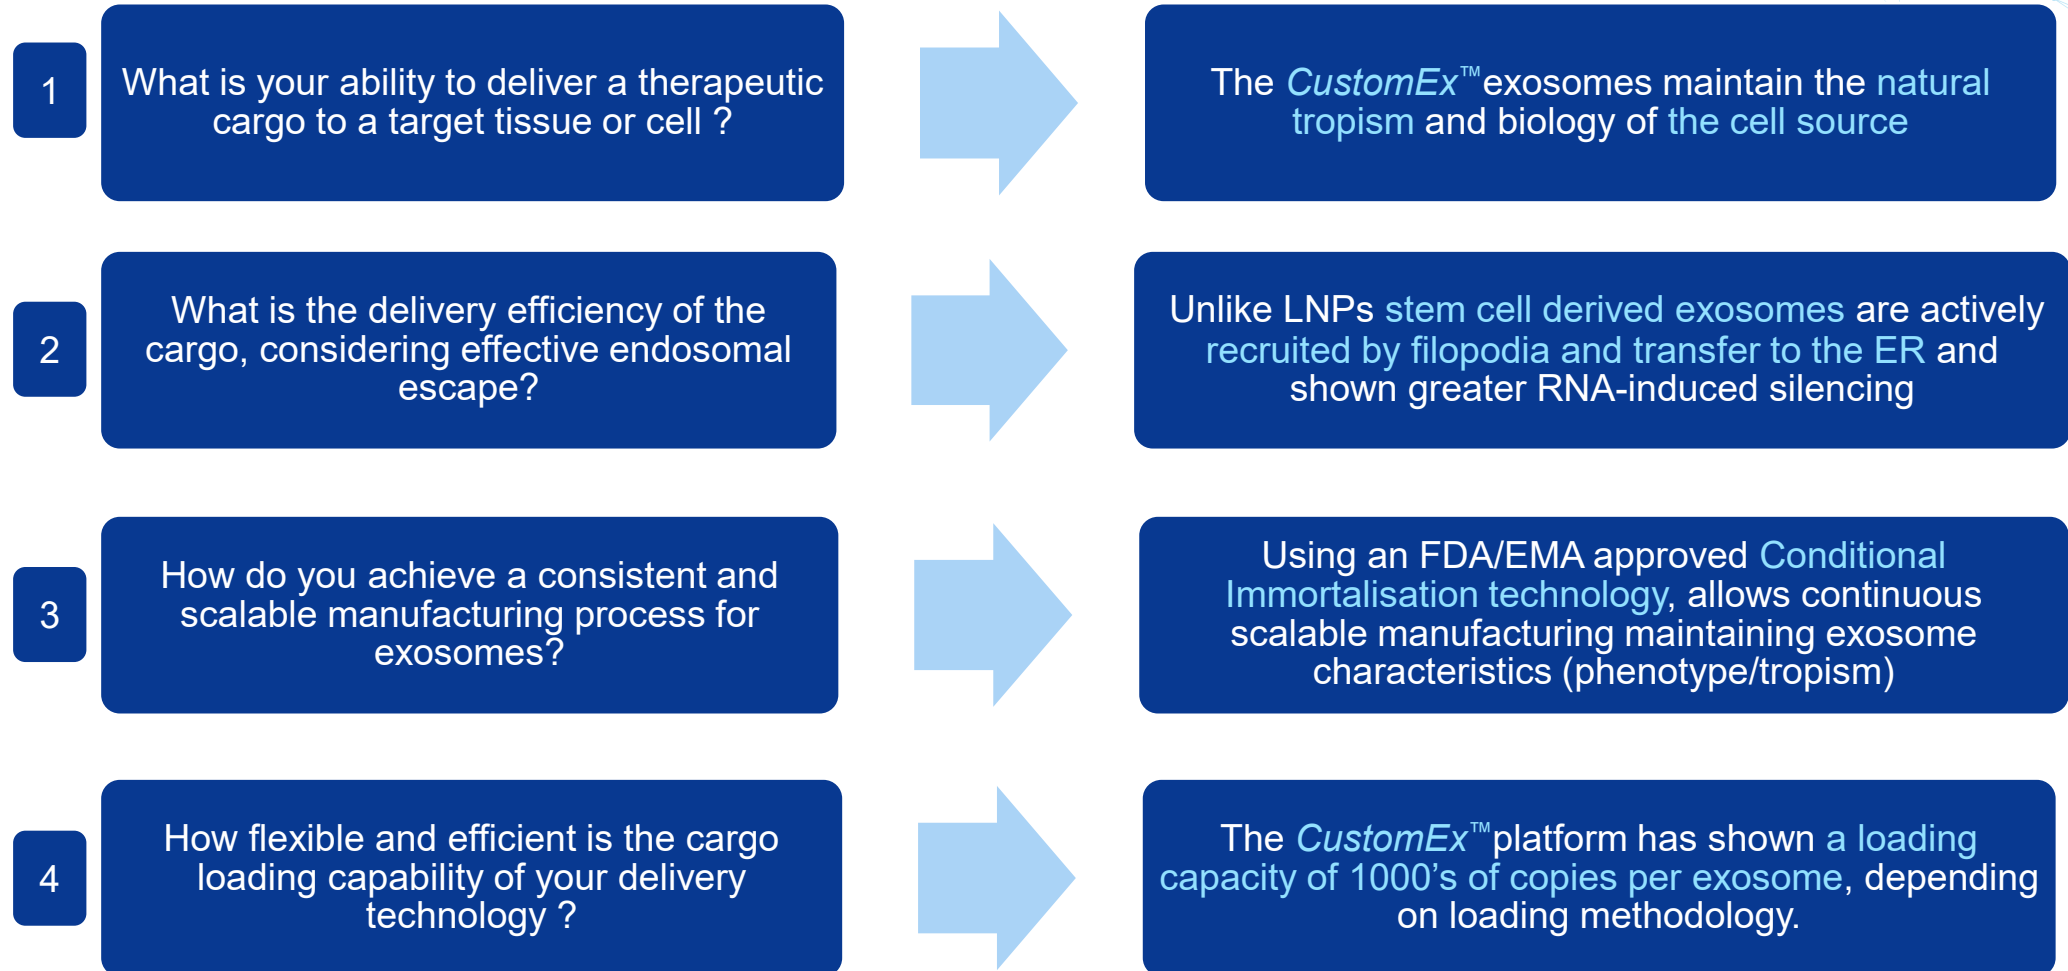 1
What is your ability to deliver a therapeutic
cargo to a target tissue or cell ?
The CustomEx™ exosomes maintain the natural
tropism and biology of the cell source
2
What is the delivery efficiency of the
cargo, considering effective endosomal
escape?
Unlike LNPs stem cell derived exosomes are actively
recruited by filopodia and transfer to the ER and
shown greater RNA-induced silencing
3
How do you achieve a consistent and
scalable manufacturing process for
exosomes?
Using an FDA/EMA approved Conditional
Immortalisation technology, allows continuous
scalable manufacturing maintaining exosome
characteristics (phenotype/tropism)
4
How flexible and efficient is the cargo
loading capability of your delivery
technology ?
The CustomEx™ platform has shown a loading
capacity of 1000’s of copies per exosome, depending
on loading methodology.